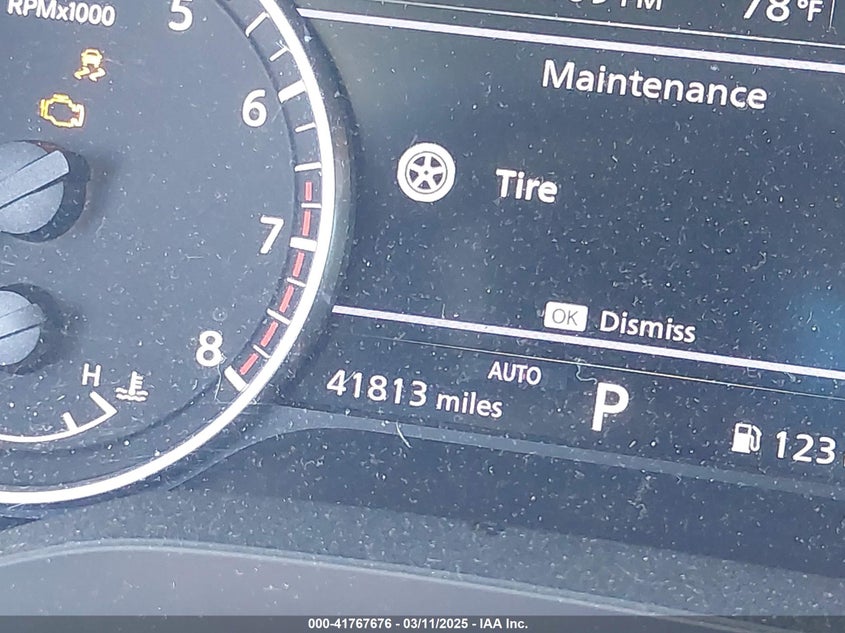 RPMx1000
5
6
7
8
H
78°F
Maintenance
Tire
OK Dismiss
AUTO
41813 miles
P
123
000-41767676 - 03/11/2025 - IAA Inc.